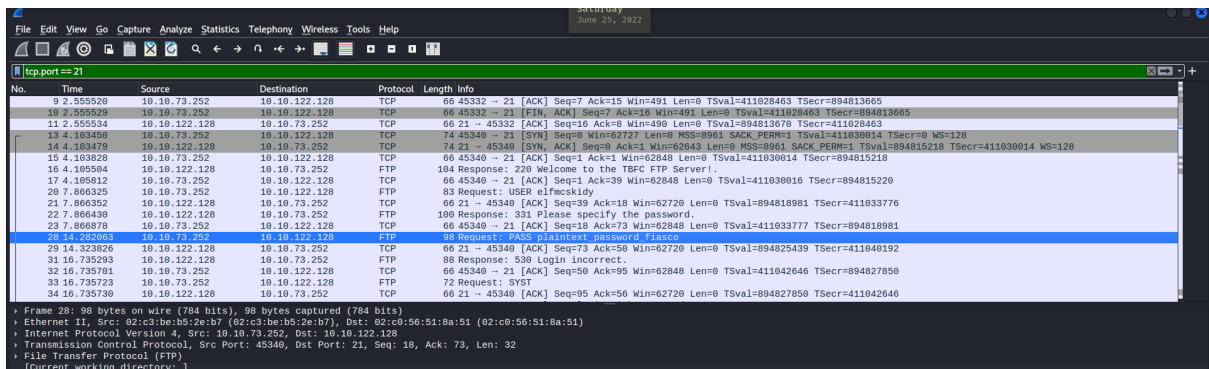 Saturday
June 25, 2022
File Edit View Go Capture Analyze Statistics Telephony Wireless Tools Help
tcp.port == 21
No. Time Source Destination Protocol Length Info
9 2.555520 10.10.73.252 10.10.122.128 TCP 66 45332 → 21 [ACK] Seq=7 Ack=15 Win=491 Len=0 TSval=411028463 TSecr=894813665
10 2.555529 10.10.73.252 10.10.122.128 TCP 66 45332 → 21 [FIN, ACK] Seq=7 Ack=16 Win=491 Len=0 TSval=411028463 TSecr=894813665
11 2.555534 10.10.122.128 10.10.73.252 TCP 66 21 → 45332 [ACK] Seq=16 Ack=8 Win=490 Len=0 TSval=894813670 TSecr=411028463
13 4.103450 10.10.73.252 10.10.122.128 TCP 74 45340 → 21 [SYN] Seq=0 Win=62727 Len=0 MSS=8961 SACK_PERM=1 TSval=411030014 TSecr=0 WS=128
14 4.103479 10.10.122.128 10.10.73.252 TCP 74 21 → 45340 [SYN, ACK] Seq=0 Ack=1 Win=62643 Len=0 MSS=8961 SACK_PERM=1 TSval=894815218 TSecr=411030014 WS=128
15 4.103828 10.10.73.252 10.10.122.128 TCP 66 45340 → 21 [ACK] Seq=1 Ack=1 Win=62848 Len=0 TSval=411030014 TSecr=894815218
16 4.105504 10.10.122.128 10.10.73.252 FTP 104 Response: 220 Welcome to the TBFC FTP Server!.
17 4.105812 10.10.73.252 10.10.122.128 TCP 66 45340 → 21 [ACK] Seq=1 Ack=39 Win=62848 Len=0 TSval=411030016 TSecr=894815220
20 7.866325 10.10.73.252 10.10.122.128 FTP 83 Request: USER elfmcskidy
21 7.866352 10.10.122.128 10.10.73.252 TCP 66 21 → 45340 [ACK] Seq=39 Ack=18 Win=62720 Len=0 TSval=894818981 TSecr=411033776
22 7.866430 10.10.122.128 10.10.73.252 FTP 100 Response: 331 Please specify the password.
23 7.866878 10.10.73.252 10.10.122.128 TCP 66 45340 → 21 [ACK] Seq=18 Ack=73 Win=62848 Len=0 TSval=411033777 TSecr=894818981
28 14.282063 10.10.73.252 10.10.122.128 FTP 98 Request: PASS plaintext_password_fiasco
29 14.323826 10.10.122.128 10.10.73.252 TCP 66 21 → 45340 [ACK] Seq=73 Ack=50 Win=62720 Len=0 TSval=894825439 TSecr=411040192
31 16.735293 10.10.122.128 10.10.73.252 FTP 88 Response: 530 Login incorrect.
32 16.735701 10.10.73.252 10.10.122.128 TCP 66 45340 → 21 [ACK] Seq=50 Ack=95 Win=62848 Len=0 TSval=411042646 TSecr=894827850
33 16.735723 10.10.73.252 10.10.122.128 FTP 72 Request: SYST
34 16.735730 10.10.122.128 10.10.73.252 TCP 66 21 → 45340 [ACK] Seq=95 Ack=56 Win=62720 Len=0 TSval=894827850 TSecr=411042646
Frame 28: 98 bytes on wire (784 bits), 98 bytes captured (784 bits)
Ethernet II, Src: 02:c3:be:b5:2e:b7 (02:c3:be:b5:2e:b7), Dst: 02:c0:56:51:8a:51 (02:c0:56:51:8a:51)
Internet Protocol Version 4, Src: 10.10.73.252, Dst: 10.10.122.128
Transmission Control Protocol, Src Port: 45340, Dst Port: 21, Seq: 18, Ack: 73, Len: 32
File Transfer Protocol (FTP)
[Current working directory: ]